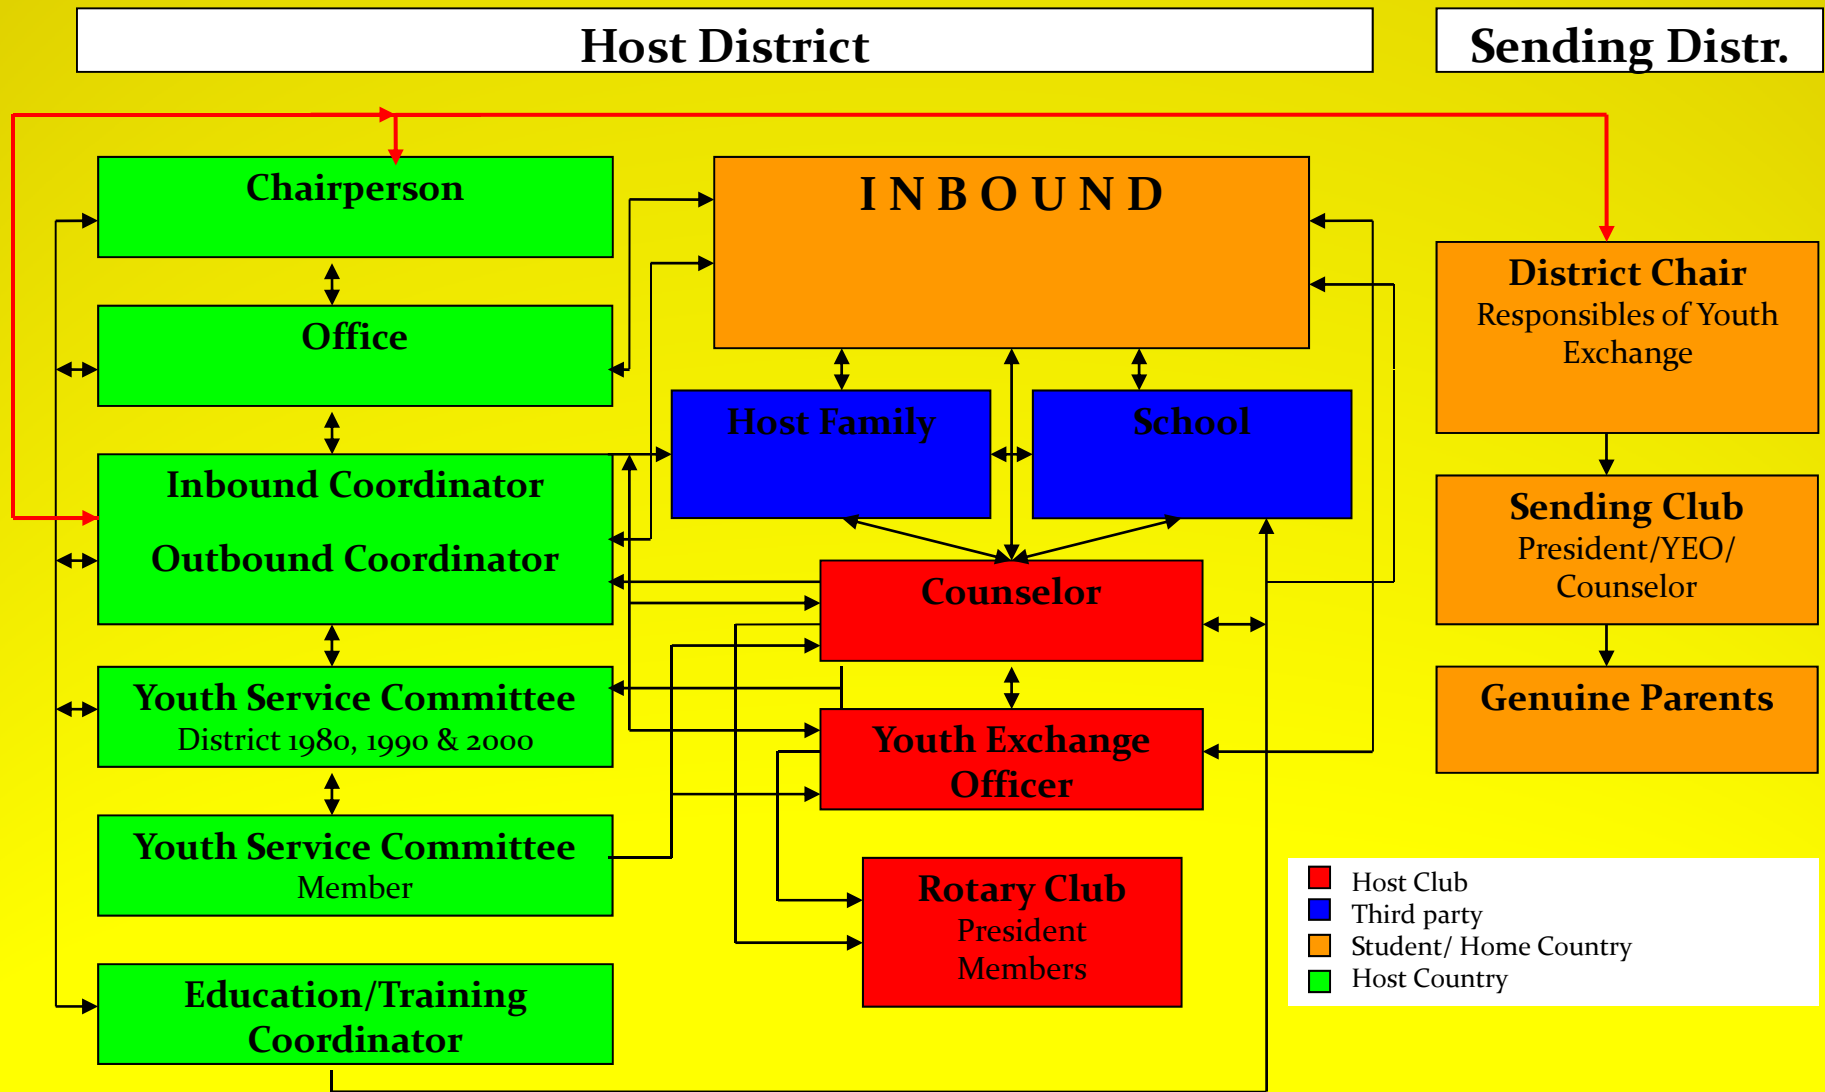 Host District
Sending Distr.
Chairperson
Office
Inbound Coordinator
Outbound Coordinator
Youth Service Committee
District 1980, 1990 & 2000
Youth Service Committee
Member
Education/Training
Coordinator
I N B O U N D
Host Family
School
Counselor
Youth Exchange
Officer
Rotary Club
President
Members
District Chair
Responsibles of Youth
Exchange
Sending Club
President/YEO/
Counselor
Genuine Parents
Host Club
Third party
Student/ Home Country
Host Country